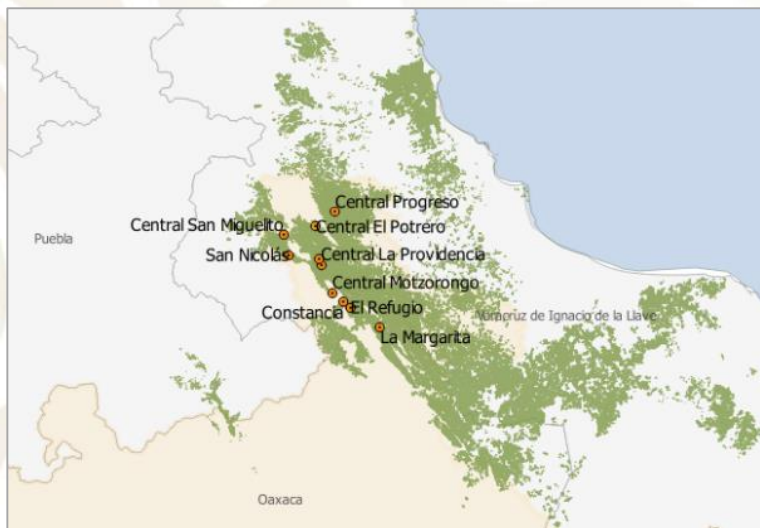 Central Progreso
Central San Miguelito
Central El Potrero
Puebla
San Nicolás
Central La Providencia
Central Motzorongo
Constancia
El Refugio
Veracruz de Ignacio de la Llave
La Margarita
Oaxaca